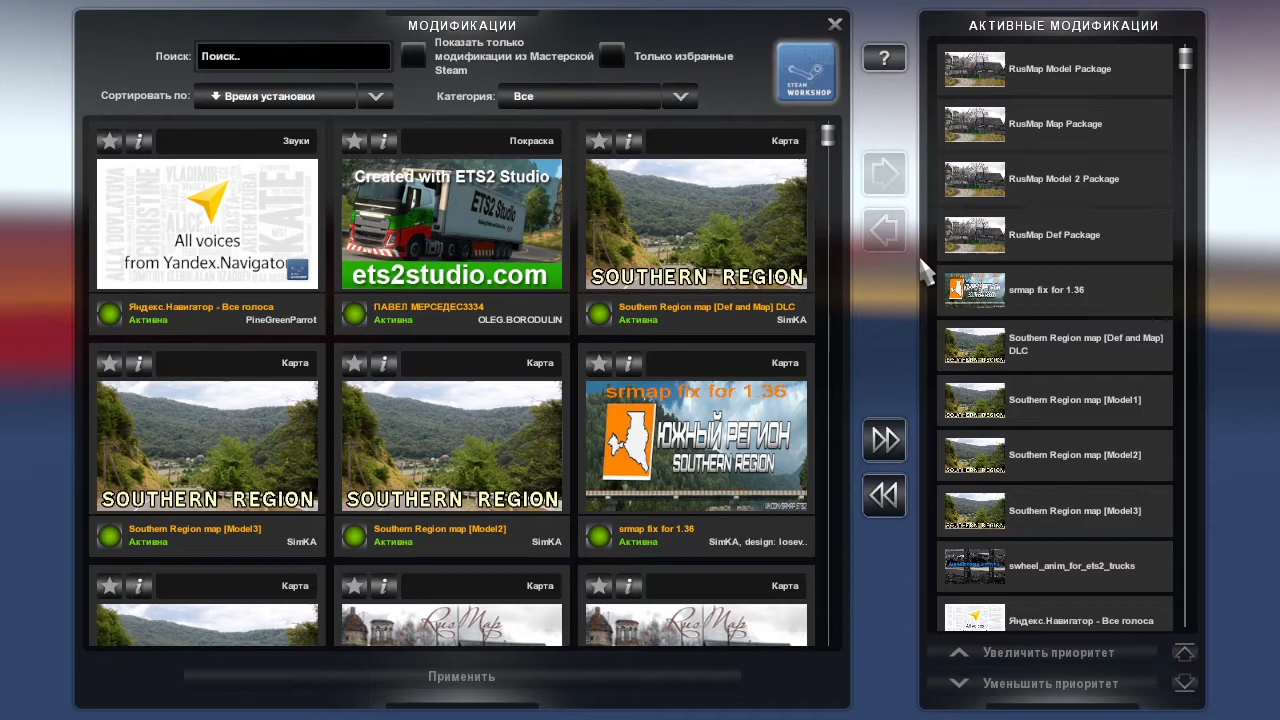 МОДИФИКАЦИИ
Поиск:
Поиск..
Показать только
модификации из Мастерской
Steam
Только избранные
STEAM
WORKSHOP
Сортировать по:
Время установки
Категория:
Все
Звуки
All voices
from Yandex.Navigator
Яндекс.Навигатор - Все голоса
Активна
PineGreenParrot
Покраска
Created with ETS2 Studio
ETS2 Studio
ets2studio.com
ПАВЕЛ МЕРСЕДЕС3334
Активна
OLEG.BORODULIN
Карта
SOUTHERN REGION
Southern Region map [Def and Map] DLC
Активна
SimKA
Карта
SOUTHERN REGION
Southern Region map [Model3]
Активна
SimKA
Карта
SOUTHERN REGION
Southern Region map [Model2]
Активна
SimKA
Карта
srmap fix for 1.36
ЮЖНЫЙ РЕГИОН
SOUTHERN REGION
VK.COM/SRMAP_ETS2
srmap fix for 1.36
Активна
SimKA, design: losev..
Карта
Карта
RusMap
Карта
RusMap
Применить
?
АКТИВНЫЕ МОДИФИКАЦИИ
RusMap Model Package
RusMap Map Package
RusMap Model 2 Package
RusMap Def Package
srmap fix for 1.36
Southern Region map [Def and Map]
DLC
Southern Region map [Model1]
Southern Region map [Model2]
Southern Region map [Model3]
swheel_anim_for_ets2_trucks
Яндекс.Навигатор - Все голоса
Увеличить приоритет
Уменьшить приоритет